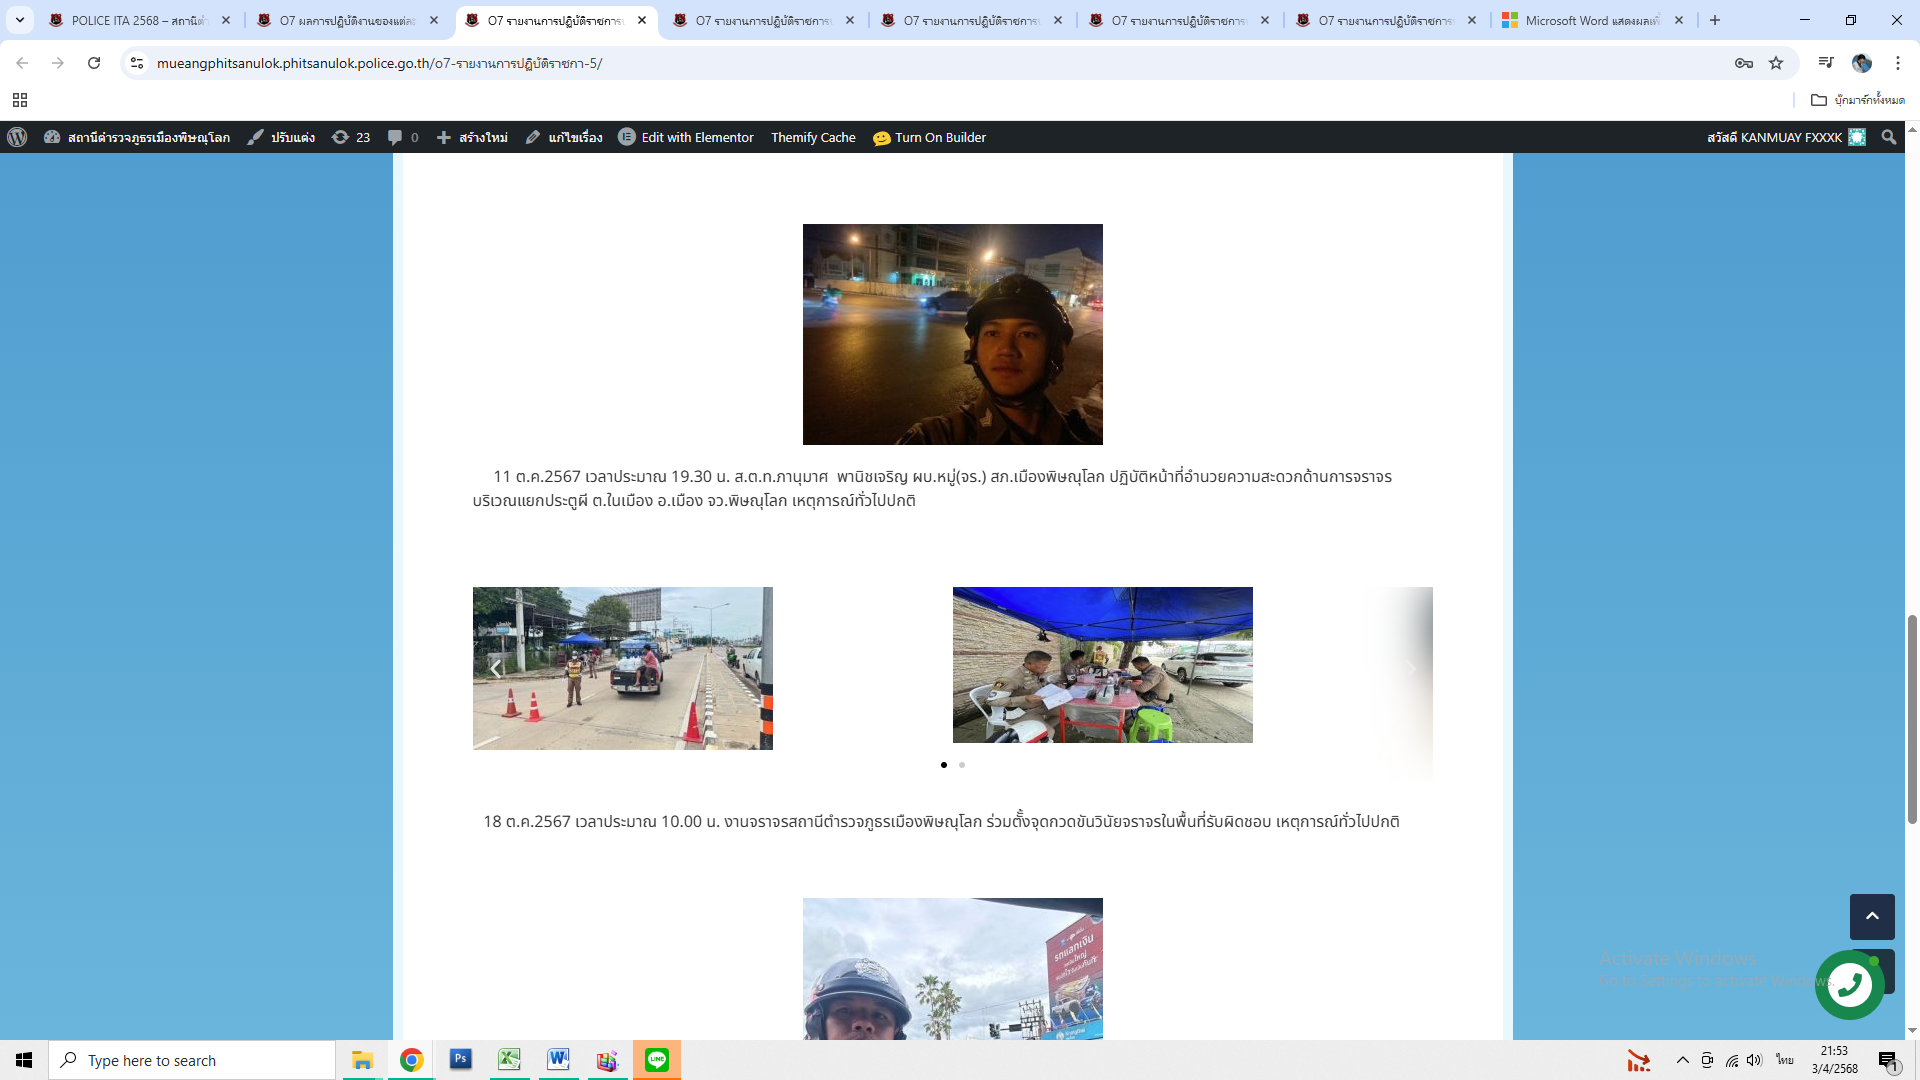 POLICE ITA 2568 – สถานีตำ
O7 ผลการปฏิบัติงานของแต่ละ
O7 รายงานการปฏิบัติราชการป
O7 รายงานการปฏิบัติราชการป
O7 รายงานการปฏิบัติราชการป
O7 รายงานการปฏิบัติราชการป
O7 รายงานการปฏิบัติราชการ
Microsoft Word แสดงผลเพี้
mueangphitsanulok.phitsanulok.police.go.th/o7-รายงานการปฏิบัติราชกา-5/
บุ๊กมาร์กทั้งหมด
สถานีตำรวจภูธรเมืองพิษณุโลก ปรับแต่ง 23 0 สร้างใหม่ แก้ไขเรื่อง Edit with Elementor Themify Cache Turn On Builder
สวัสดี KANMUAY FXXXK
11 ต.ค.2567 เวลาประมาณ 19.30 น. ส.ต.ท.ภานุมาศ พานิชเจริญ ผบ.หมู่(จร.) สภ.เมืองพิษณุโลก ปฏิบัติหน้าที่อำนวยความสะดวกด้านการจราจร
บริเวณแยกประตูผี ต.ในเมือง อ.เมือง จว.พิษณุโลก เหตุการณ์ทั่วไปปกติ
18 ต.ค.2567 เวลาประมาณ 10.00 น. งานจราจรสถานีตำรวจภูธรเมืองพิษณุโลก ร่วมตั้งจุดกวดขันวินัยจราจรในพื้นที่รับผิดชอบ เหตุการณ์ทั่วไปปกติ
รถแลกเงิน
Activate Windows
Go to Settings to activate Windows.
Type here to search
Ps
LINE
ไทย
21:53
3/4/2568
1